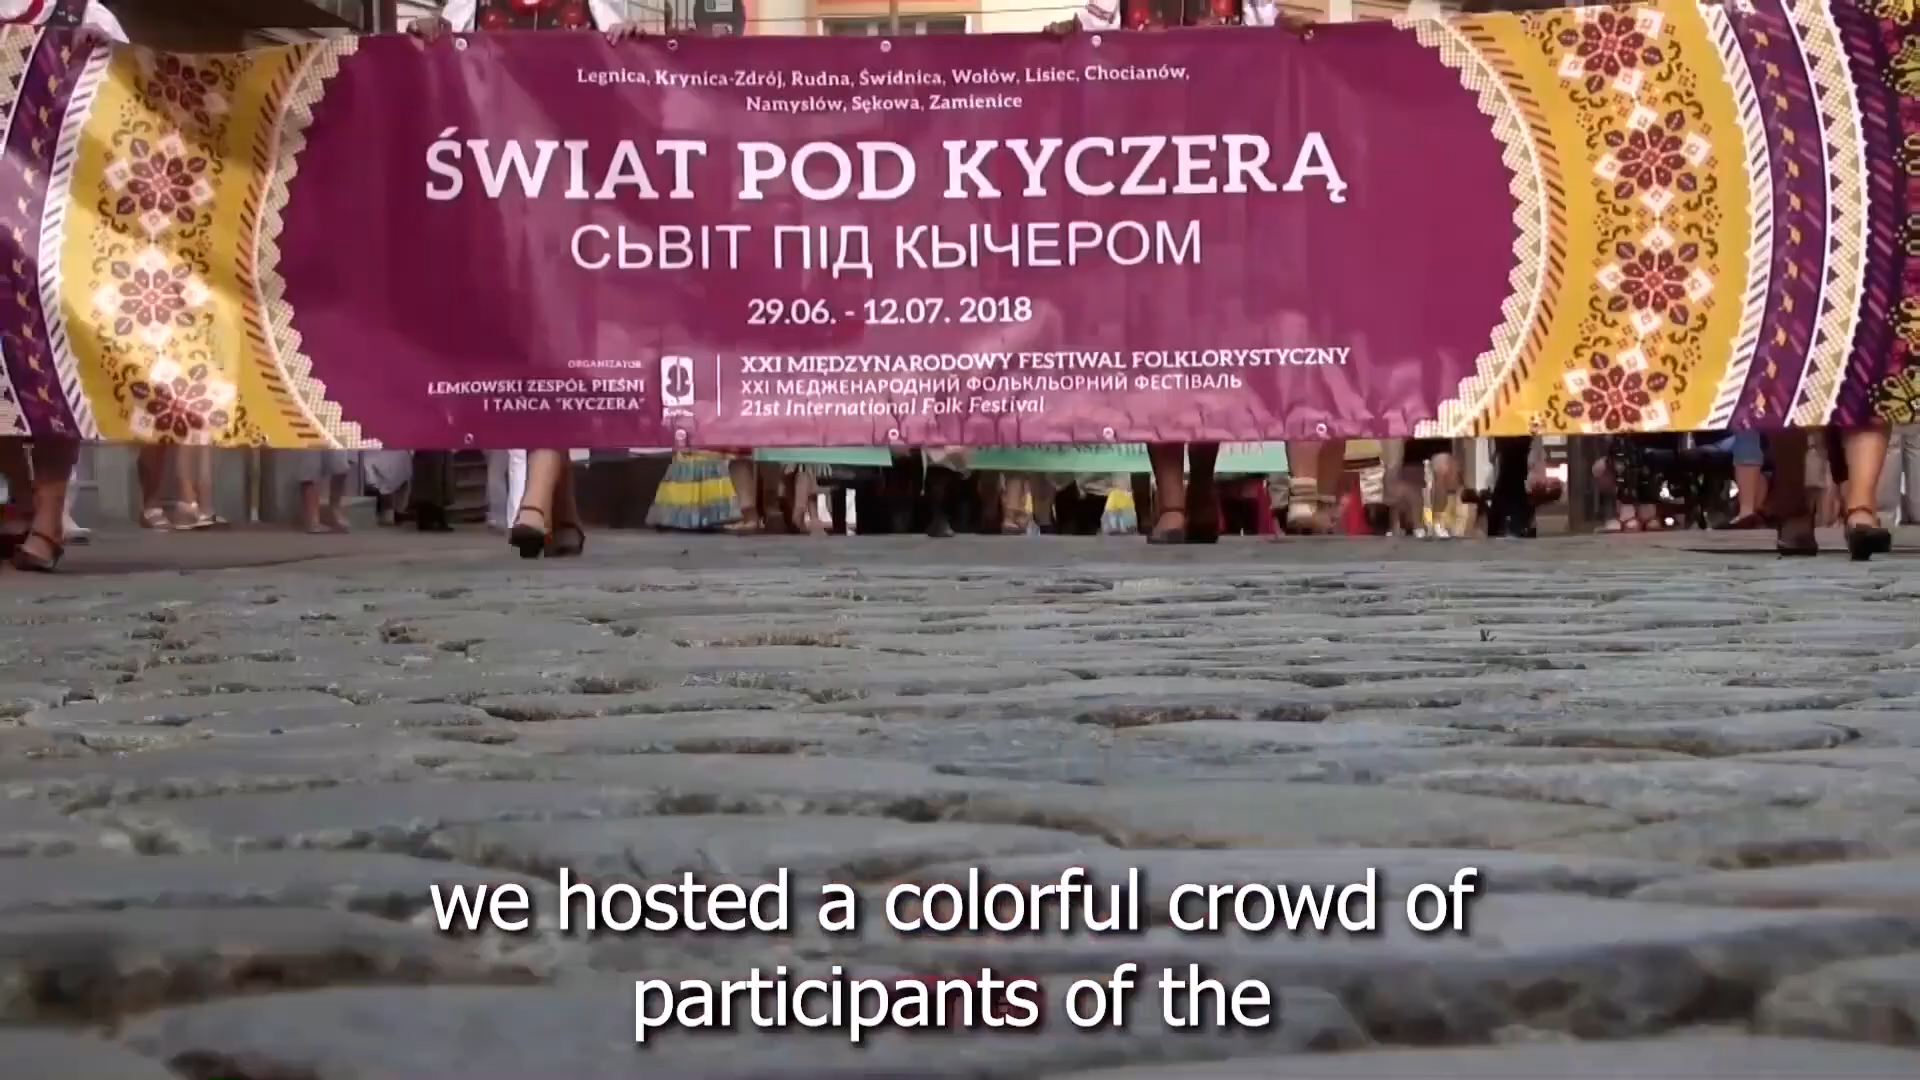 Legnica, Krynica-Zdrój, Rudna, Świdnica, Wołów, Lisiec, Chocianów,
Namysłów, Sękowa, Zamienice
ŚWIAT POD KYCZERĄ
СЬВІТ ПІД КЫЧЕРОМ
29.06. - 12.07. 2018
ORGANIZATOR
ŁEMKOWSKI ZESPÓŁ PIEŚNI
I TAŃCA "KYCZERA"
XXI MIĘDZYNARODOWY FESTIWAL FOLKLORYSTYCZNY
XXI МЕДЖЕНАРОДНИЙ ФОЛЬКЛЬОРНИЙ ФЕСТІВАЛЬ
21st International Folk Festival
we hosted a colorful crowd of
participants of the